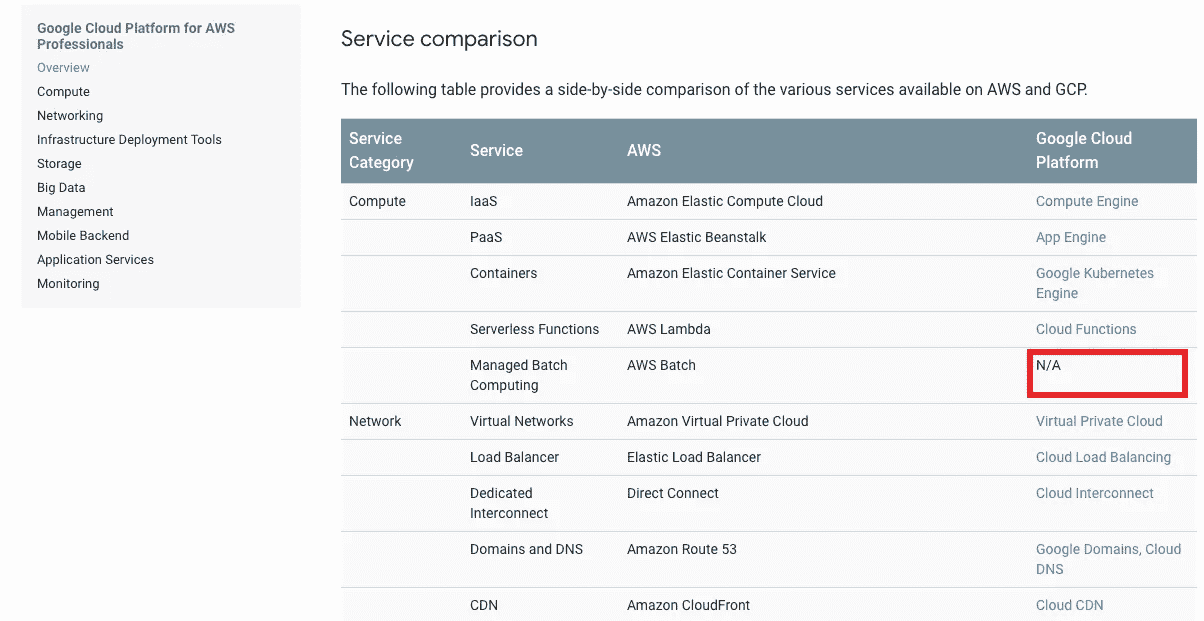 Google Cloud Platform for AWS
Professionals
Overview
Compute
Networking
Infrastructure Deployment Tools
Storage
Big Data
Management
Mobile Backend
Application Services
Monitoring
Service comparison
The following table provides a side-by-side comparison of the various services available on AWS and GCP.
Service Category Service AWS Google Cloud Platform
Compute IaaS Amazon Elastic Compute Cloud Compute Engine
PaaS AWS Elastic Beanstalk App Engine
Containers Amazon Elastic Container Service Google Kubernetes Engine
Serverless Functions AWS Lambda Cloud Functions
Managed Batch Computing AWS Batch N/A
Network Virtual Networks Amazon Virtual Private Cloud Virtual Private Cloud
Load Balancer Elastic Load Balancer Cloud Load Balancing
Dedicated Interconnect Direct Connect Cloud Interconnect
Domains and DNS Amazon Route 53 Google Domains, Cloud DNS
CDN Amazon CloudFront Cloud CDN